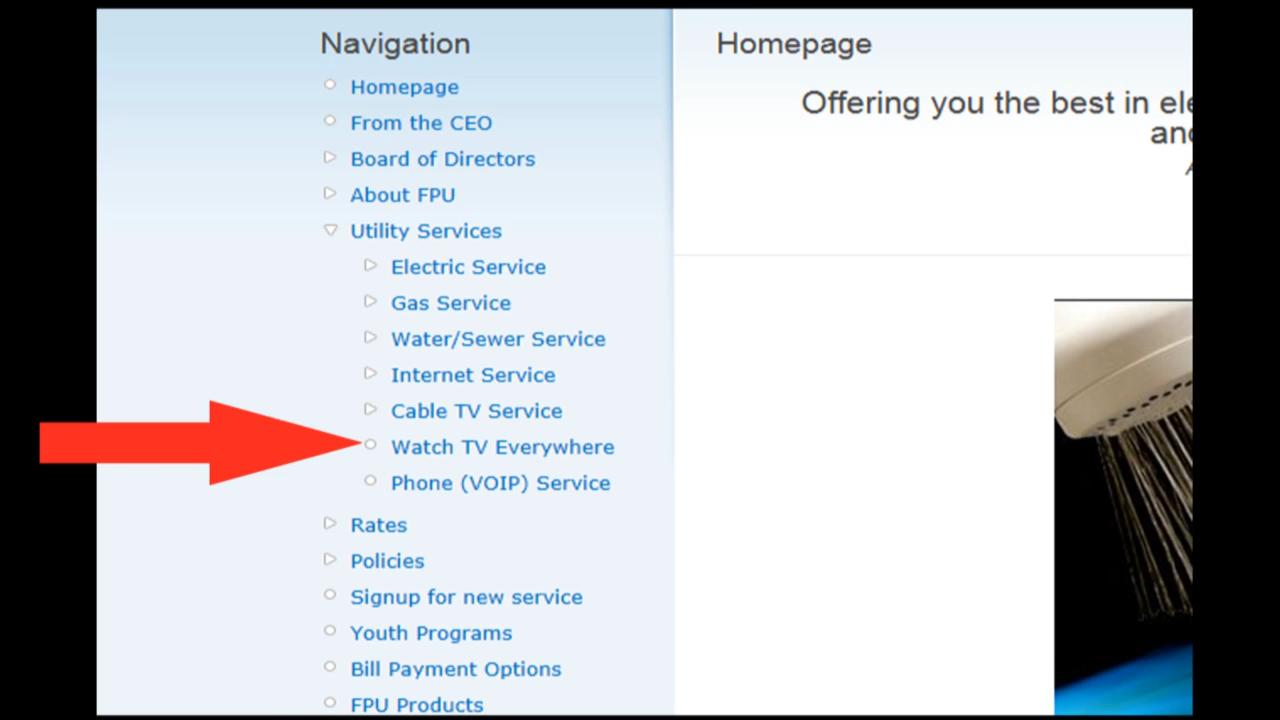 Navigation
Homepage
From the CEO
Board of Directors
About FPU
Utility Services
Electric Service
Gas Service
Water/Sewer Service
Internet Service
Cable TV Service
Watch TV Everywhere
Phone (VOIP) Service
Rates
Policies
Signup for new service
Youth Programs
Bill Payment Options
FPU Products
Homepage
Offering you the best in